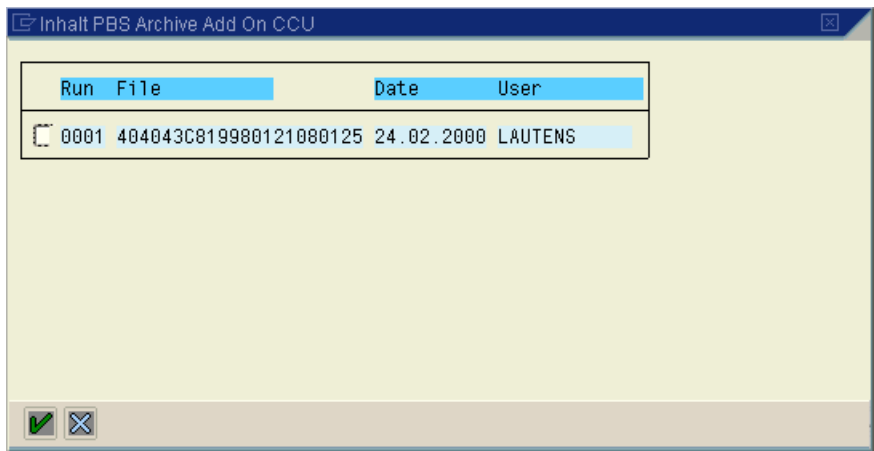 Inhalt PBS Archive Add On CCU
Run File Date User
0001 404043C819980121080125 24.02.2000 LAUTENS